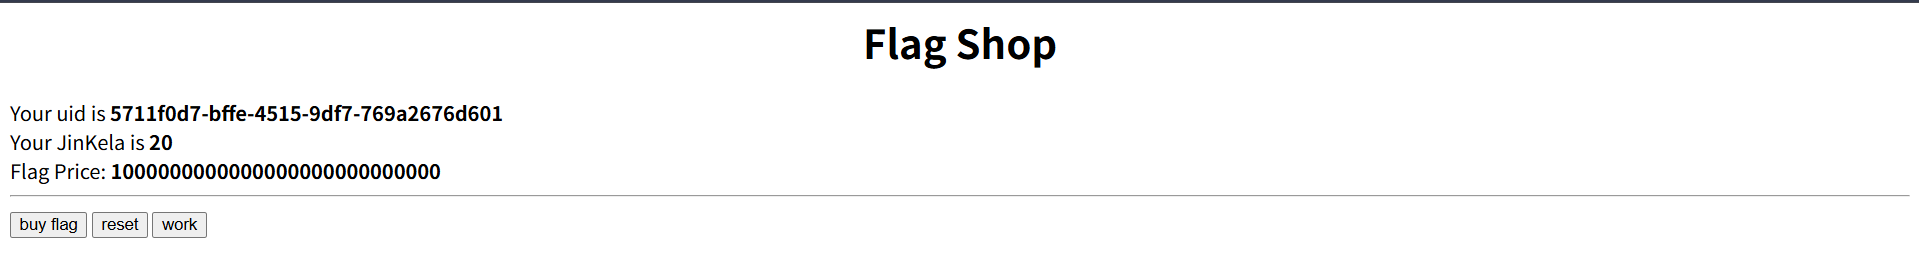 Flag Shop
Your uid is 5711f0d7-bffe-4515-9df7-769a2676d601
Your JinKela is 20
Flag Price: 1000000000000000000000000000
buy flag reset work